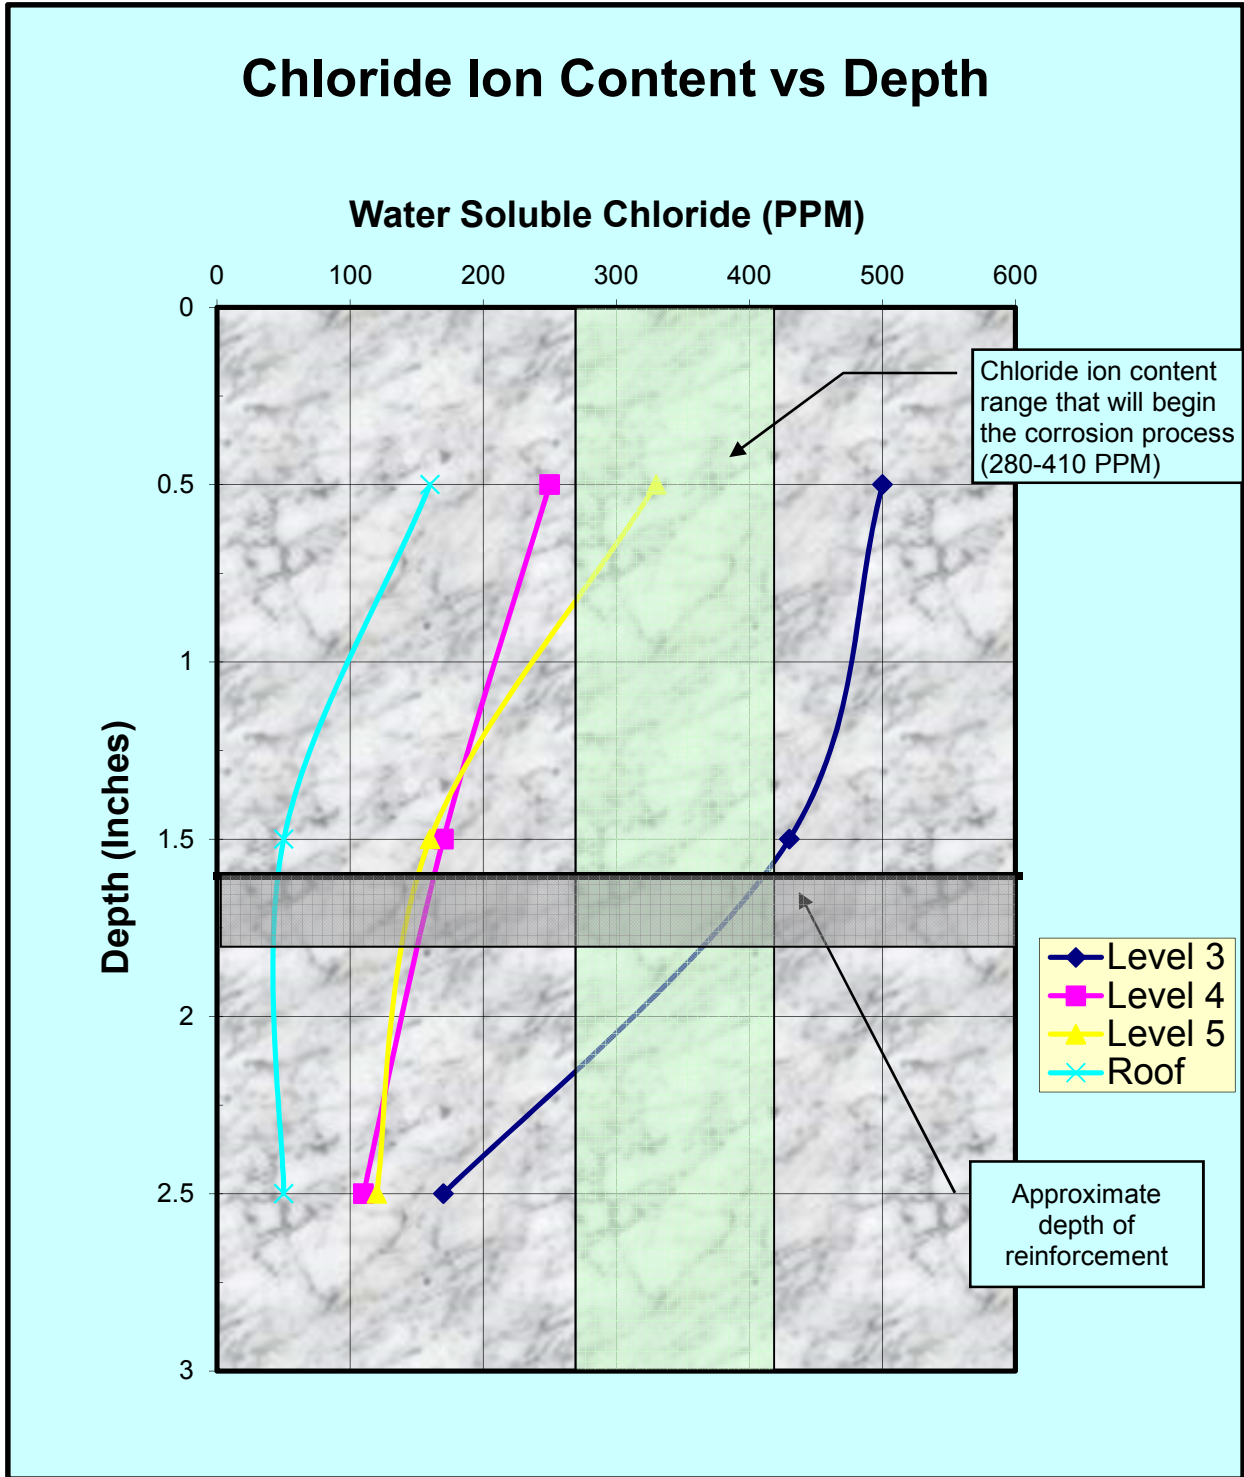 Chloride Ion Content vs Depth
Water Soluble Chloride (PPM)
0 100 200 300 400 500 600
0
0.5
1
1.5
2
2.5
3
Depth (Inches)
Chloride ion content
range that will begin
the corrosion process
(280-410 PPM)
Level 3
Level 4
Level 5
Roof
Approximate
depth of
reinforcement